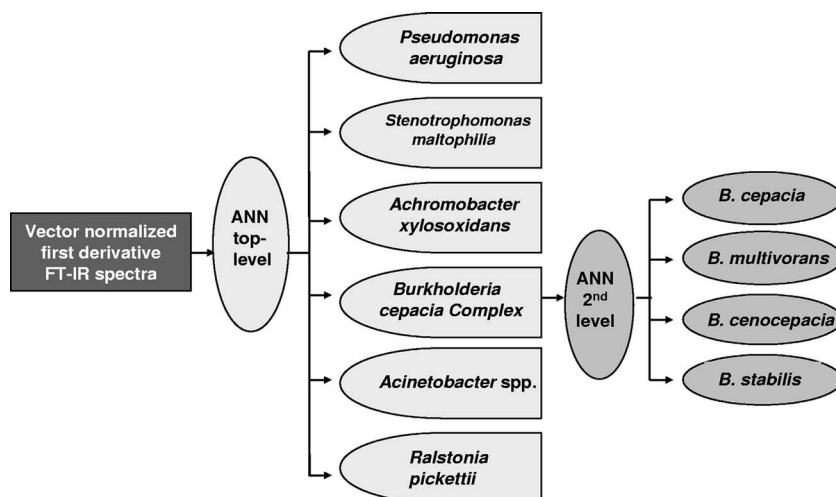 Vector normalized
first derivative
FT-IR spectra
ANN
top-
level
Pseudomonas
aeruginosa
Stenotrophomonas
maltophilia
Achromobacter
xylosoxidans
Burkholderia
cepacia Complex
Acinetobacter spp.
Ralstonia
pickettii
ANN
2nd
level
B. cepacia
B. multivorans
B. cenocepacia
B. stabilis